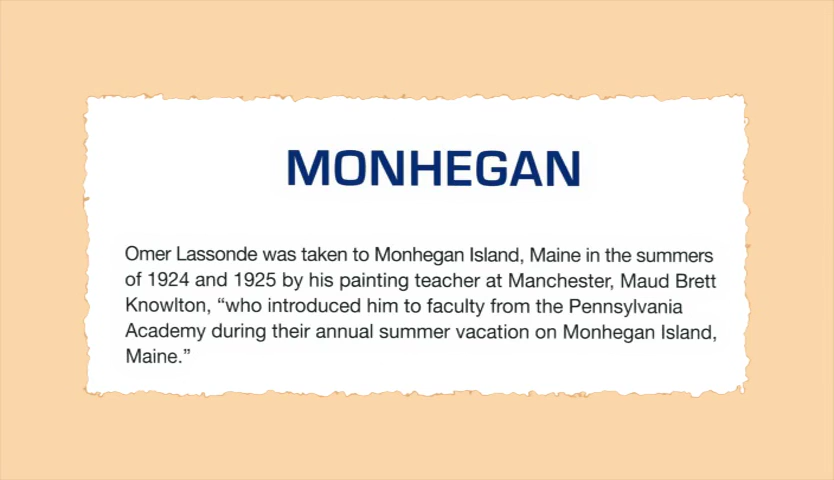 MONHEGAN
Omer Lassonde was taken to Monhegan Island, Maine in the summers
of 1924 and 1925 by his painting teacher at Manchester, Maud Brett
Knowlton, “who introduced him to faculty from the Pennsylvania
Academy during their annual summer vacation on Monhegan Island,
Maine.”